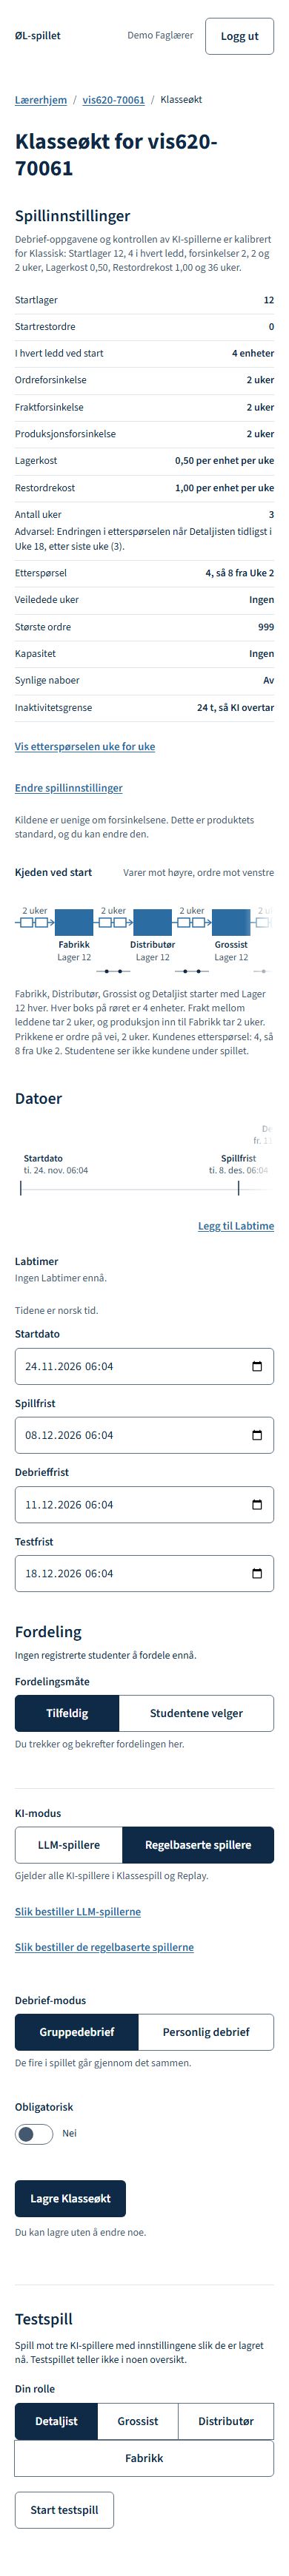 ØL-spillet
Demo Faglærer
Logg ut
Lærerhjem / vis620-70061 / Klasseøkt
Klasseøkt for vis620-
70061
Spillinnstillinger
Debrief-oppgavene og kontrollen av KI-spillerne er kalibrert
for Klassisk: Startlager 12, 4 i hvert ledd, forsinkelser 2, 2 og
2 uker, Lagerkost 0,50, Restordrekost 1,00 og 36 uker.
Startlager 12
Startrestordre 0
I hvert ledd ved start 4 enheter
Ordreforsinkelse 2 uker
Fraktforsinkelse 2 uker
Produksjonsforsinkelse 2 uker
Lagerkost 0,50 per enhet per uke
Restordrekost 1,00 per enhet per uke
Antall uker 3
Advarsel: Endringen i etterspørselen når Detaljisten tidligst i
Uke 18, etter siste uke (3).
Etterspørsel 4, så 8 fra Uke 2
Veiledede uker Ingen
Største ordre 999
Kapasitet Ingen
Synlige naboer Av
Inaktivitetsgrense 24 t, så KI overtar
Vis etterspørselen uke for uke
Endre spillinnstillinger
Kildene er uenige om forsinkelsene. Dette er produktets
standard, og du kan endre den.
Kjeden ved start Varer mot høyre, ordre mot venstre
2 uker 2 uker 2 uker 2
Fabrikk Distributør Grossist
Lager 12 Lager 12 Lager 12
Fabrikk, Distributør, Grossist og Detaljist starter med Lager
12 hver. Hver boks på røret er 4 enheter. Frakt mellom
leddene tar 2 uker, og produksjon inn til Fabrikk tar 2 uker.
Prikkene er ordre på vei, 2 uker. Kundenes etterspørsel: 4, så
8 fra Uke 2. Studentene ser ikke kundene under spillet.
Datoer
De
fr. 11
Startdato Spillfrist
ti. 24. nov. 06:04 ti. 8. des. 06:04
Legg til Labtime
Labtimer
Ingen Labtimer ennå.
Tidene er norsk tid.
Startdato
24.11.2026 06:04
Spillfrist
08.12.2026 06:04
Debrieffrist
11.12.2026 06:04
Testfrist
18.12.2026 06:04
Fordeling
Ingen registrerte studenter å fordele ennå.
Fordelingsmåte
Tilfeldig Studentene velger
Du trekker og bekrefter fordelingen her.
KI-modus
LLM-spillere Regelbaserte spillere
Gjelder alle KI-spillere i Klassespill og Replay.
Slik bestiller LLM-spillerne
Slik bestiller de regelbaserte spillerne
Debrief-modus
Gruppedebrief Personlig debrief
De fire i spillet går gjennom det sammen.
Obligatorisk
Nei
Lagre Klasseøkt
Du kan lagre uten å endre noe.
Testspill
Spill mot tre KI-spillere med innstillingene slik de er lagret
nå. Testspillet teller ikke i noen oversikt.
Din rolle
Detaljist Grossist Distributør
Fabrikk
Start testspill